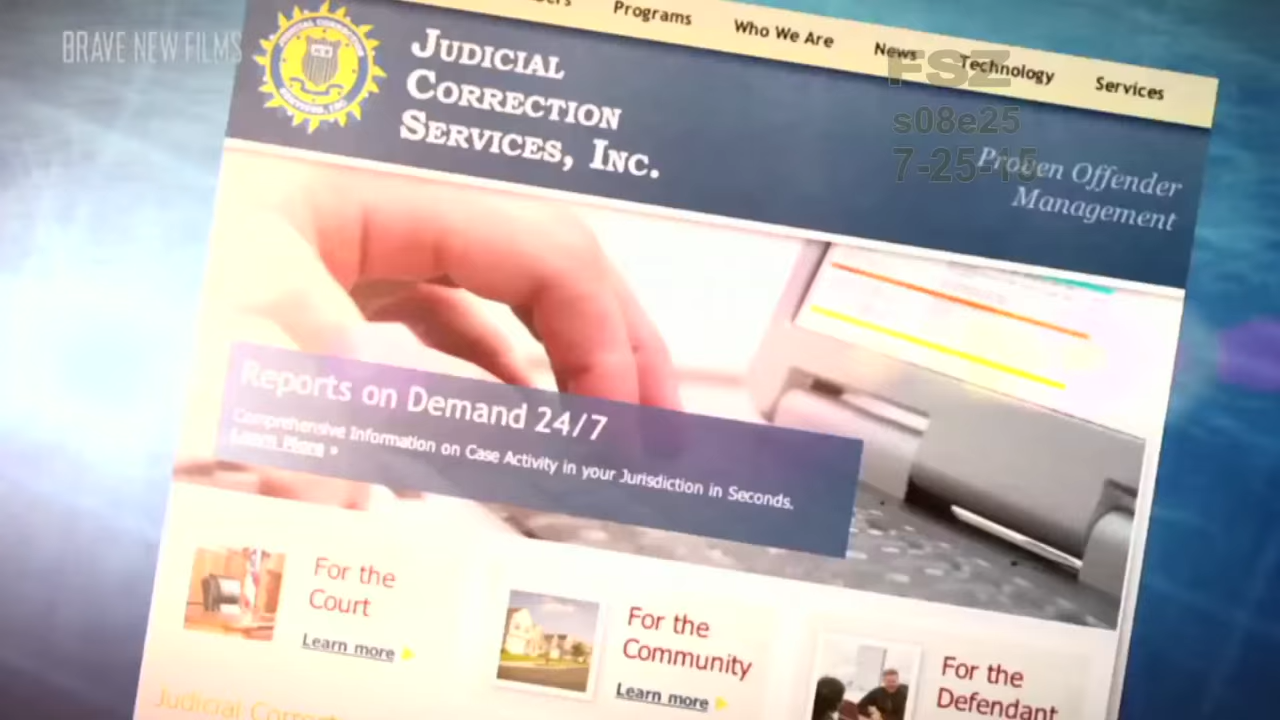 BRAVE NEW FILMS
Programs
Who We Are
News
Technology
Services
JUDICIAL
CORRECTION
SERVICES, INC.
FSZ
s08e25
7-25-15
Proven Offender
Management
Reports on Demand 24/7
Comprehensive Information on Case Activity in your Jurisdiction in Seconds.
Learn More »
For the
Court
Learn more
For the
Community
Learn more
For the
Defendant
Judicial